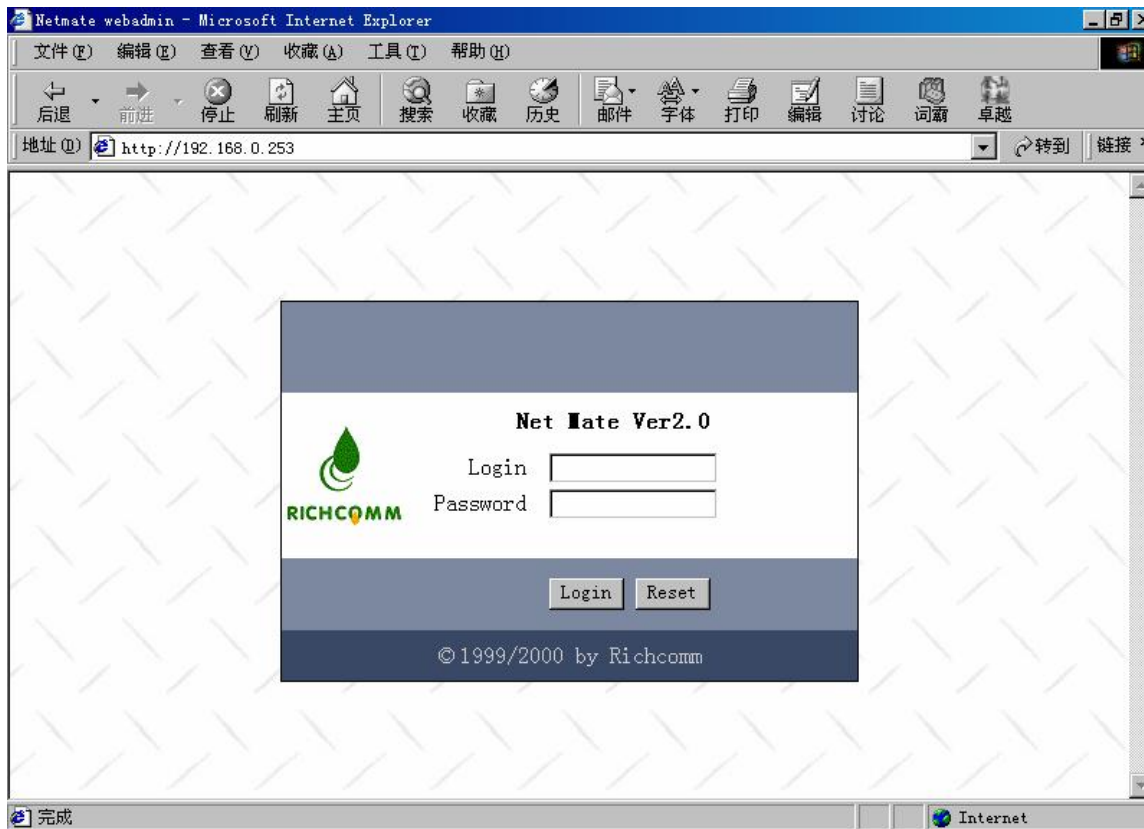 Netmate webadmin - Microsoft Internet Explorer
文件(F) 编辑(E) 查看(V) 收藏(A) 工具(T) 帮助(H)
后退 前进 停止 刷新 主页 搜索 收藏 历史 邮件 字体 打印 编辑 讨论 词霸 卓越
地址(D) http://192.168.0.253 转到 链接
Net Mate Ver2.0
Login
RICHCOMM
Password
Login Reset
©1999/2000 by Richcomm
完成 Internet